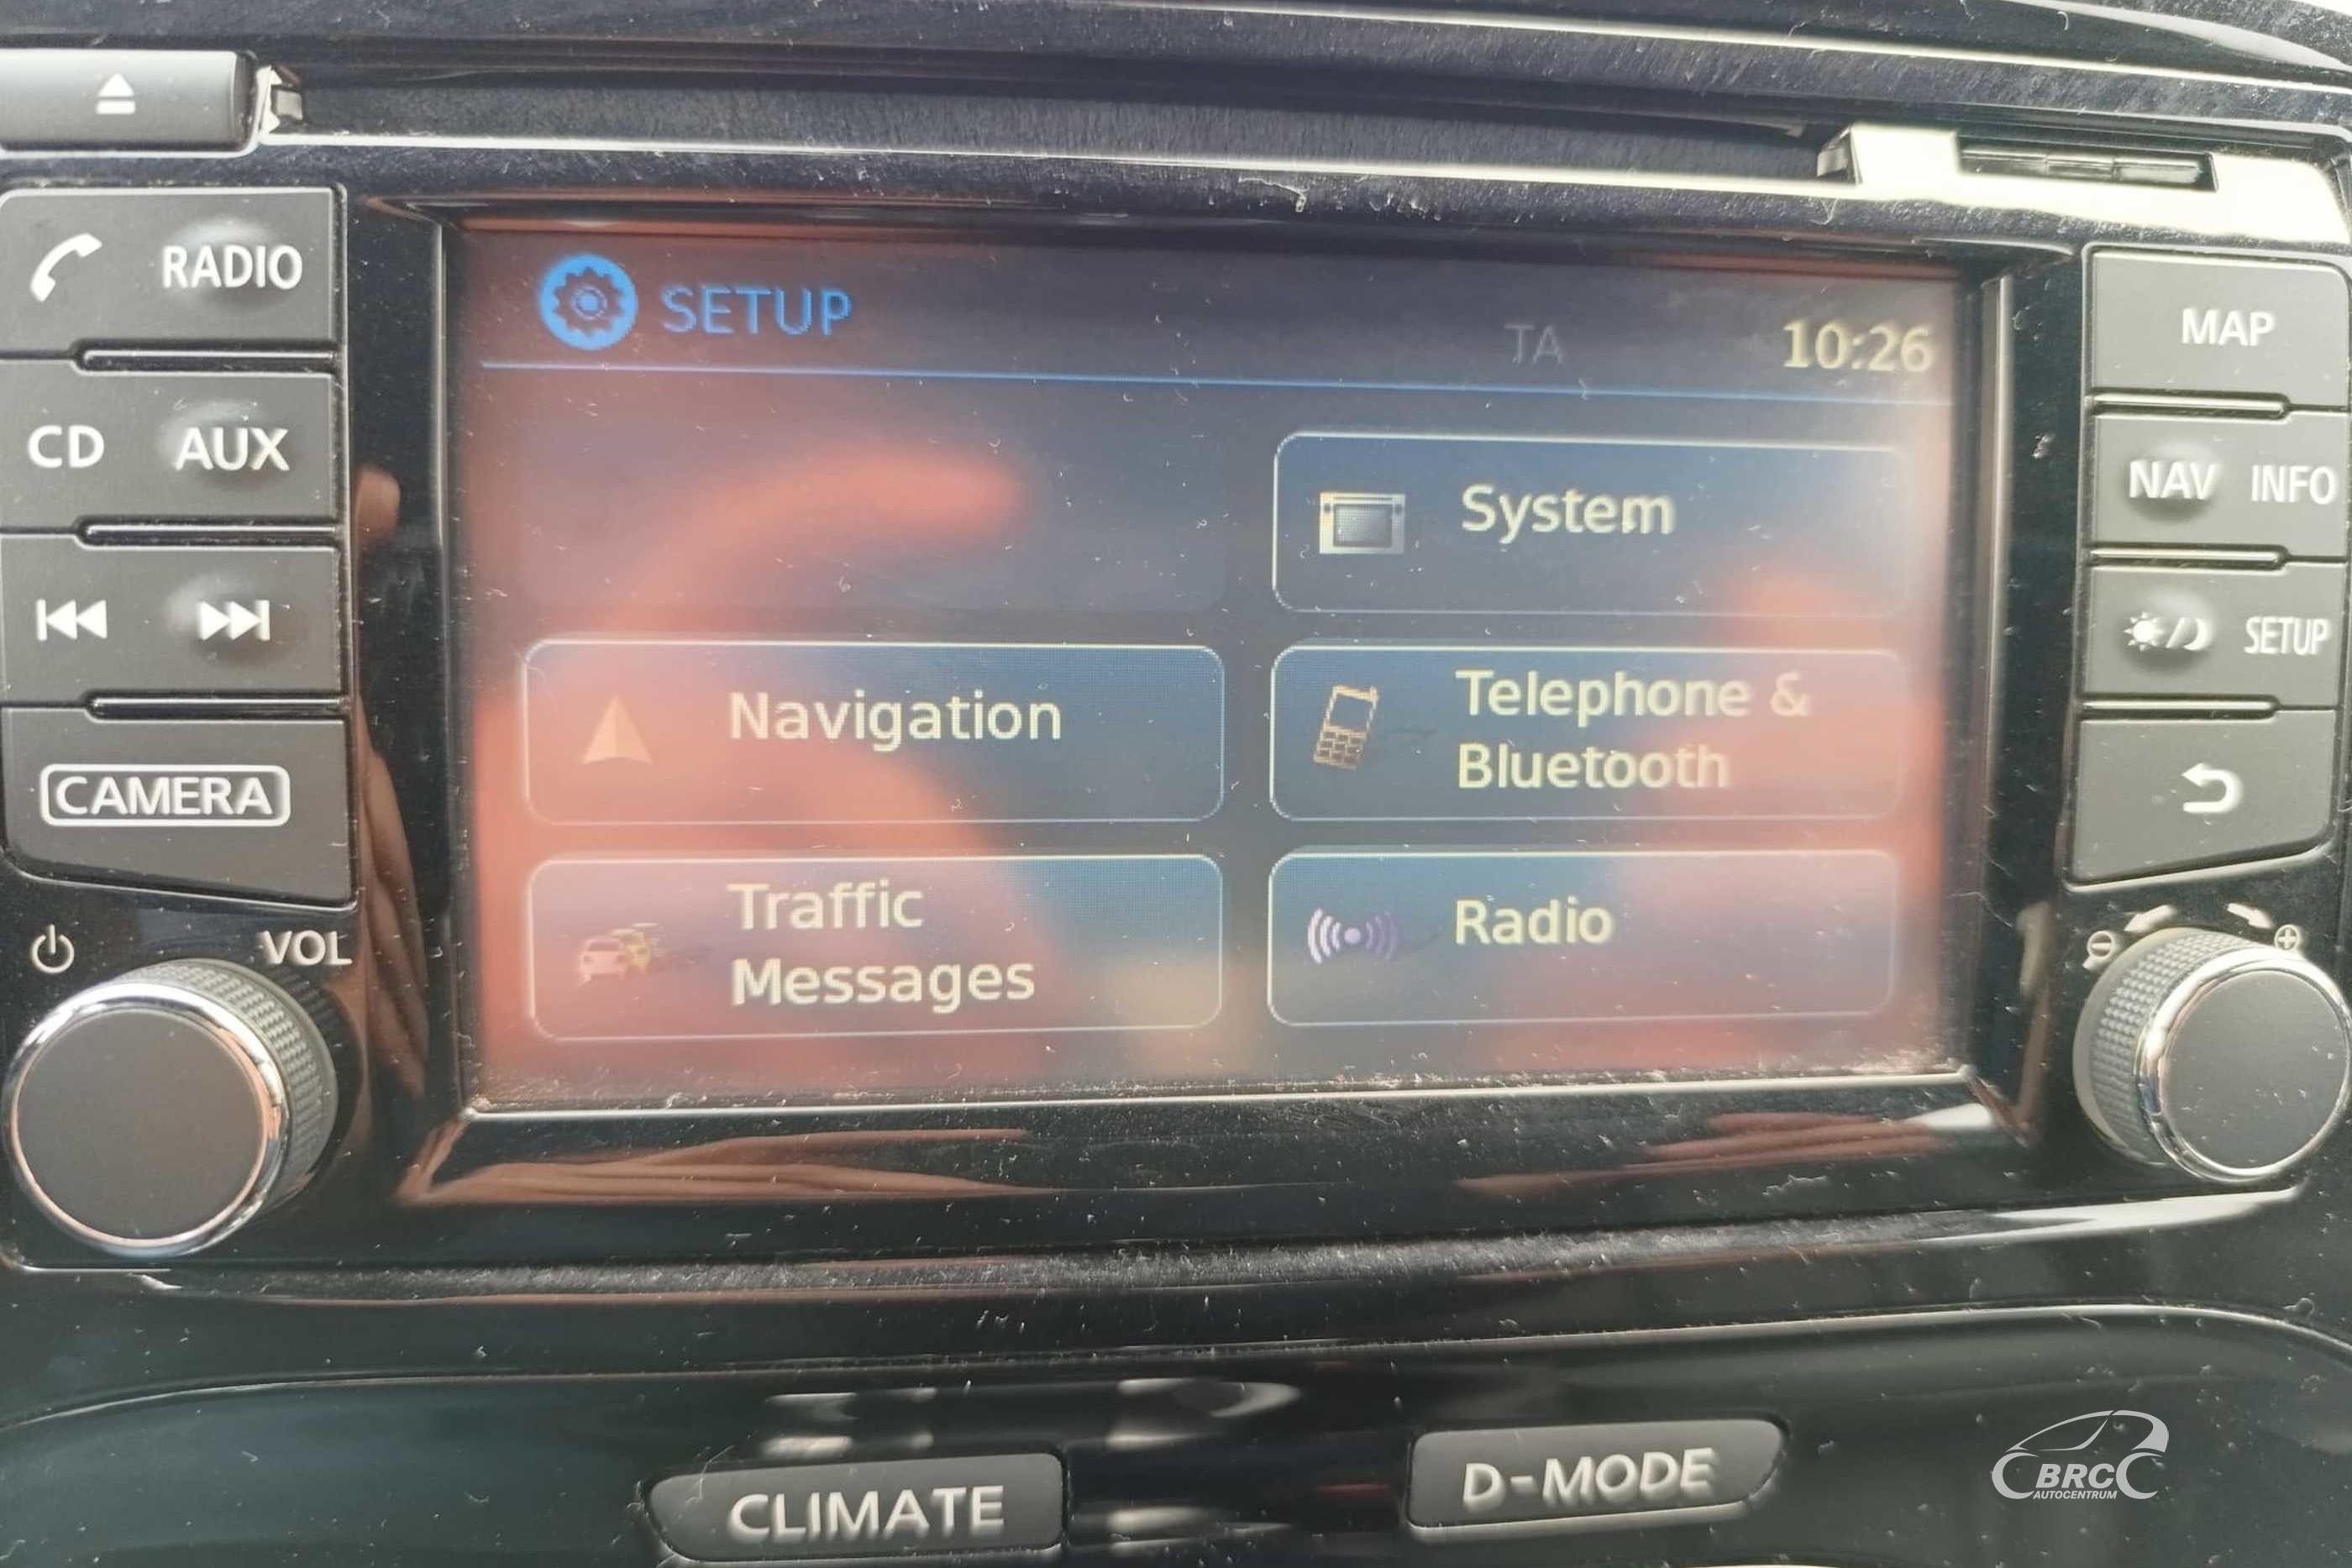 RADIO
CD AUX
CAMERA
VOL
SETUP
TA
10:26
System
Navigation
Telephone &
Bluetooth
Traffic
Messages
Radio
MAP
NAV INFO
SETUP
CLIMATE
D-MODE
BRC
AUTOCENTRUM